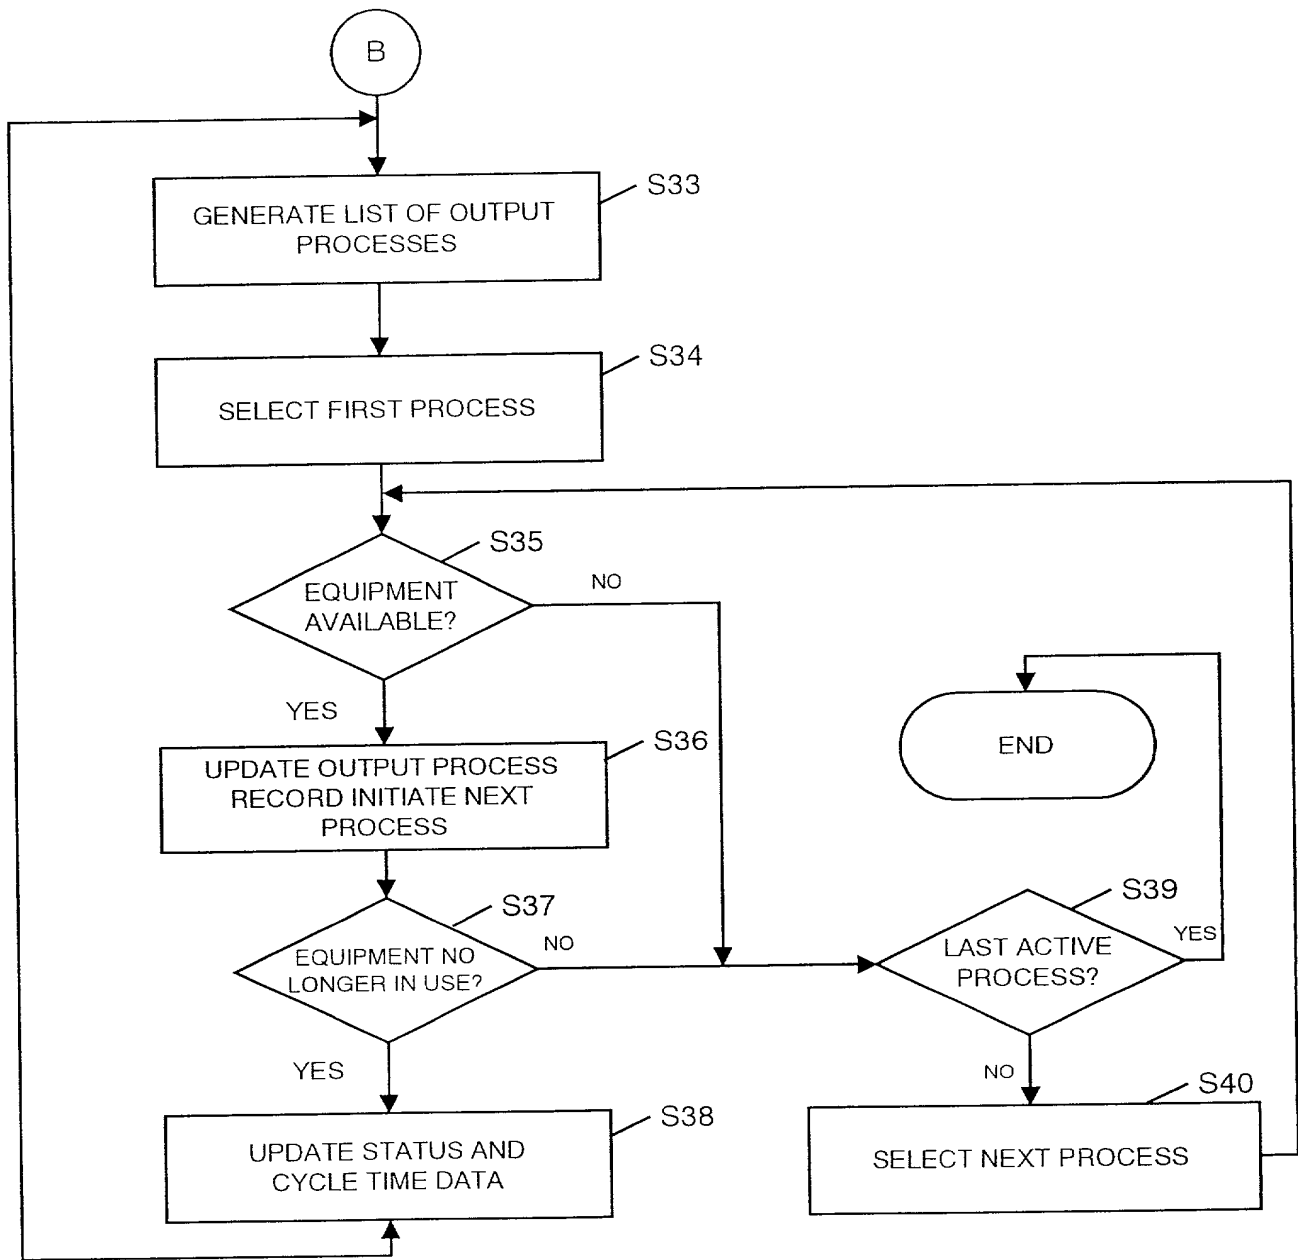 B
S33
GENERATE LIST OF OUTPUT
PROCESSES
S34
SELECT FIRST PROCESS
S35
EQUIPMENT
AVAILABLE?
NO
YES
S36
UPDATE OUTPUT PROCESS
RECORD INITIATE NEXT
PROCESS
END
S37
EQUIPMENT NO
LONGER IN USE?
NO
S39
LAST ACTIVE
PROCESS?
YES
YES
NO
S38
UPDATE STATUS AND
CYCLE TIME DATA
S40
SELECT NEXT PROCESS